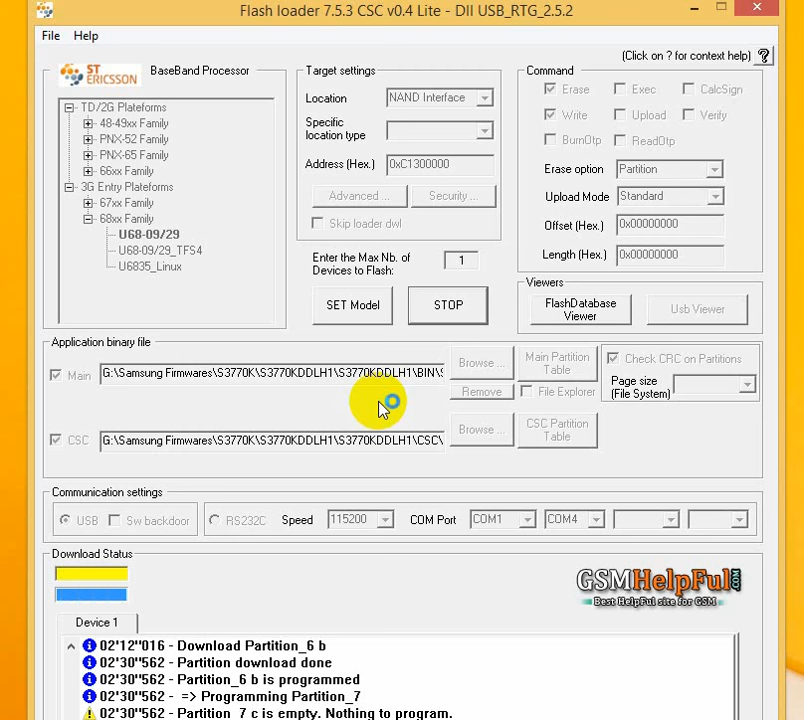 Flash loader 7.5.3 CSC v0.4 Lite - Dll USB_RTG_2.5.2
File Help
(Click on ? for context help) ?
ST ERICSSON BaseBand Processor
TD/2G Plateforms
48-49xx Family
PNX-52 Family
PNX-65 Family
66xx Family
3G Entry Plateforms
67xx Family
68xx Family
U68-09/29
U68-09/29_TFS4
U6835_Linux
Target settings
Location NAND Interface
Specific location type
Address (Hex.) 0xC1300000
Advanced ... Security ...
Skip loader dwl
Enter the Max Nb. of Devices to Flash: 1
SET Model STOP
Command
Erase Exec CalcSign
Write Upload Verify
BurnOtp ReadOtp
Erase option Partition
Upload Mode Standard
Offset (Hex.) 0x00000000
Length (Hex.) 0x00000000
Viewers
FlashDatabase Viewer Usb Viewer
Application binary file
Main G:\Samsung Firmwares\S3770K\S3770KDDLH1\S3770KDDLH1\BIN\S Browse ... Main Partition Table
Remove File Explorer
Check CRC on Partitions
Page size (File System)
CSC G:\Samsung Firmwares\S3770K\S3770KDDLH1\S3770KDDLH1\CSC\ Browse ... CSC Partition Table
Communication settings
USB Sw backdoor RS232C Speed 115200 COM Port COM1 COM4
Download Status
GSMHelpFul.COM
Best HelpFul site for GSM
Device 1
02'12''016 - Download Partition_6 b
02'30''562 - Partition download done
02'30''562 - Partition_6 b is programmed
02'30''562 - => Programming Partition_7
02'30''562 - Partition 7 c is empty. Nothing to program.